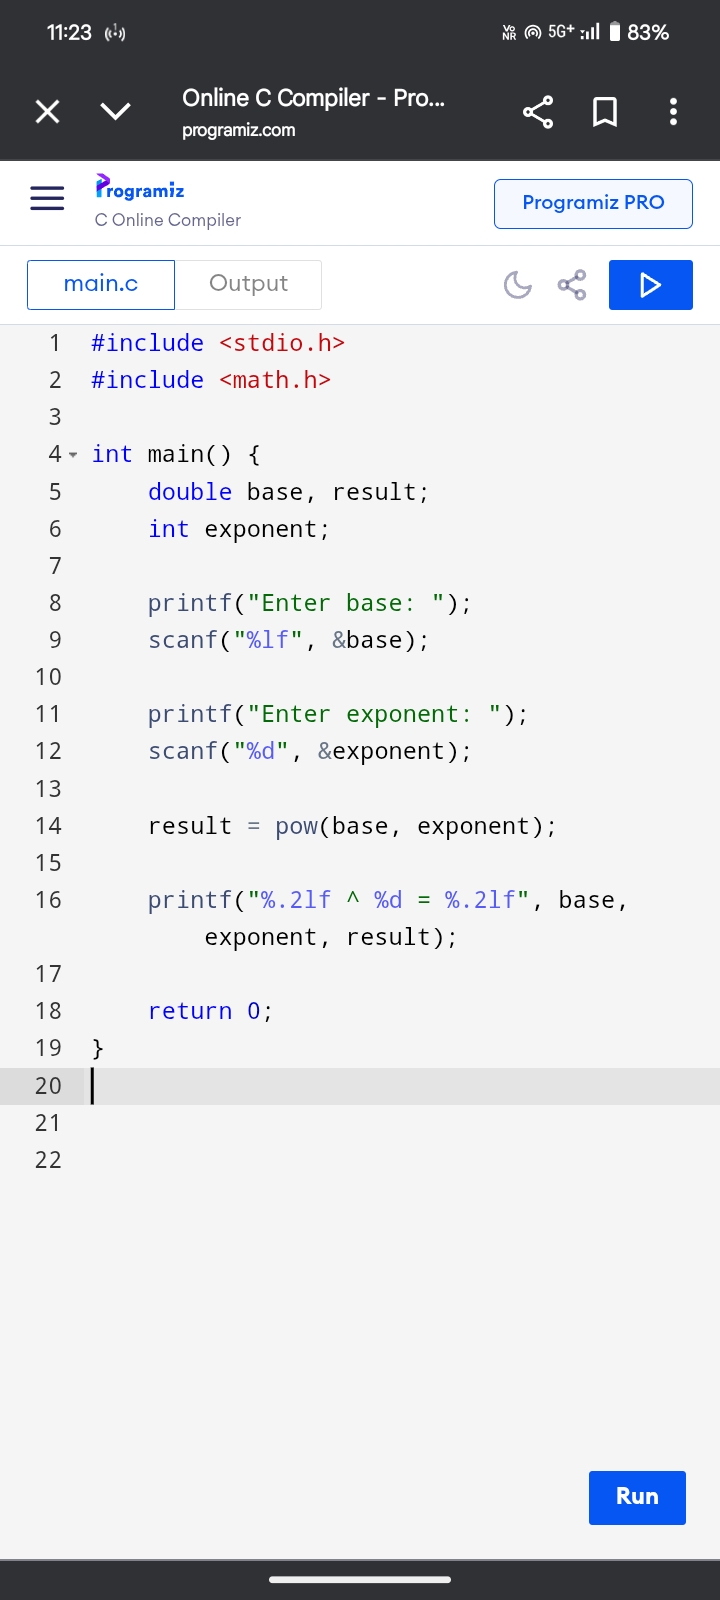 11:23
Vo NR 5G+ 83%
Online C Compiler - Pro...
programiz.com
Programiz
C Online Compiler
Programiz PRO
main.c Output
1 #include <stdio.h>
2 #include <math.h>
3
4 int main() {
5 double base, result;
6 int exponent;
7
8 printf("Enter base: ");
9 scanf("%lf", &base);
10
11 printf("Enter exponent: ");
12 scanf("%d", &exponent);
13
14 result = pow(base, exponent);
15
16 printf("%.2lf ^ %d = %.2lf", base,
exponent, result);
17
18 return 0;
19 }
20
21
22
Run